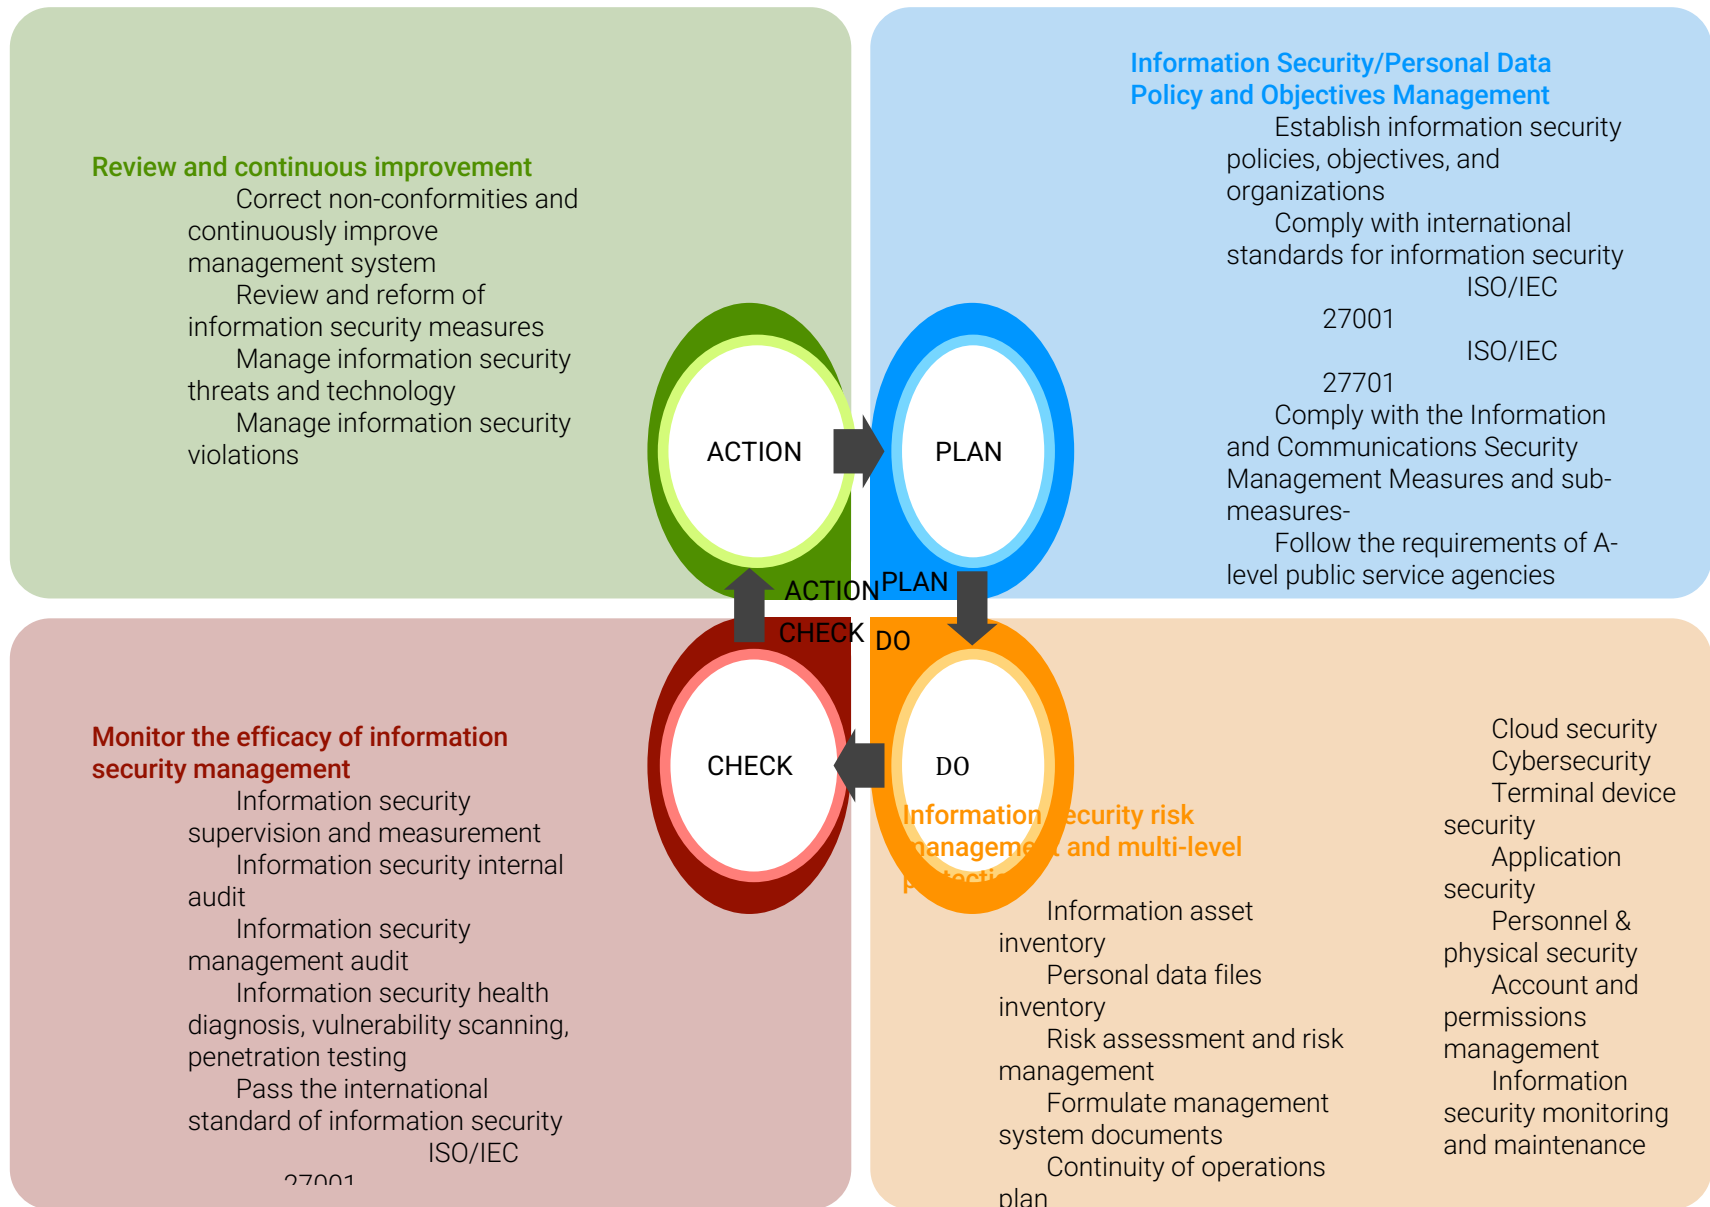 Review and continuous improvement
Correct non-conformities and
continuously improve
management system
Review and reform of
information security measures
Manage information security
threats and technology
Manage information security
violations
Information Security/Personal Data
Policy and Objectives Management
Establish information security
policies, objectives, and
organizations
Comply with international
standards for information security
ISO/IEC
27001
ISO/IEC
27701
Comply with the Information
and Communications Security
Management Measures and sub-
measures-
Follow the requirements of A-
level public service agencies
ACTION
PLAN
ACTION
PLAN
CHECK
DO
CHECK
DO
Monitor the efficacy of information
security management
Information security
supervision and measurement
Information security internal
audit
Information security
management audit
Information security health
diagnosis, vulnerability scanning,
penetration testing
Pass the international
standard of information security
ISO/IEC
27001
Information security risk
management and multi-level
Information asset
inventory
Personal data files
inventory
Risk assessment and risk
management
Formulate management
system documents
Continuity of operations
plan
Cloud security
Cybersecurity
Terminal device
security
Application
security
Personnel &
physical security
Account and
permissions
management
Information
security monitoring
and maintenance